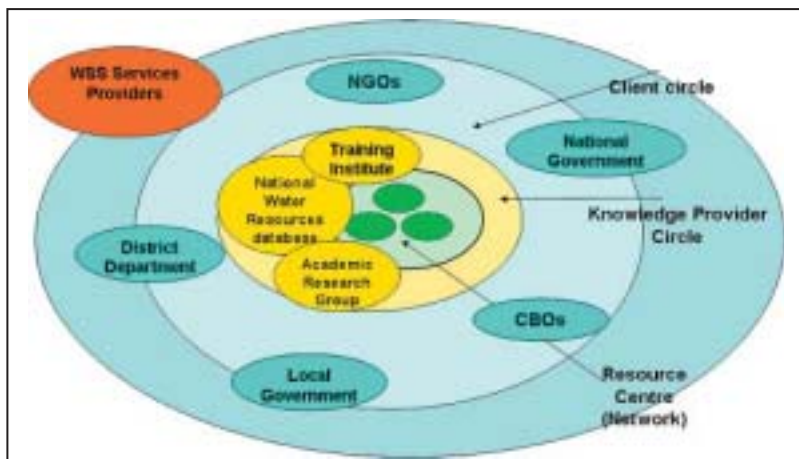 WSS Services
Providers
NGOs
Client circle
National
Government
Training
Institute
National
Water
Resources
database
Knowledge Provider
Circle
District
Department
Academic
Research
Group
CBOs
Local
Government
Resource
Centre
(Network)